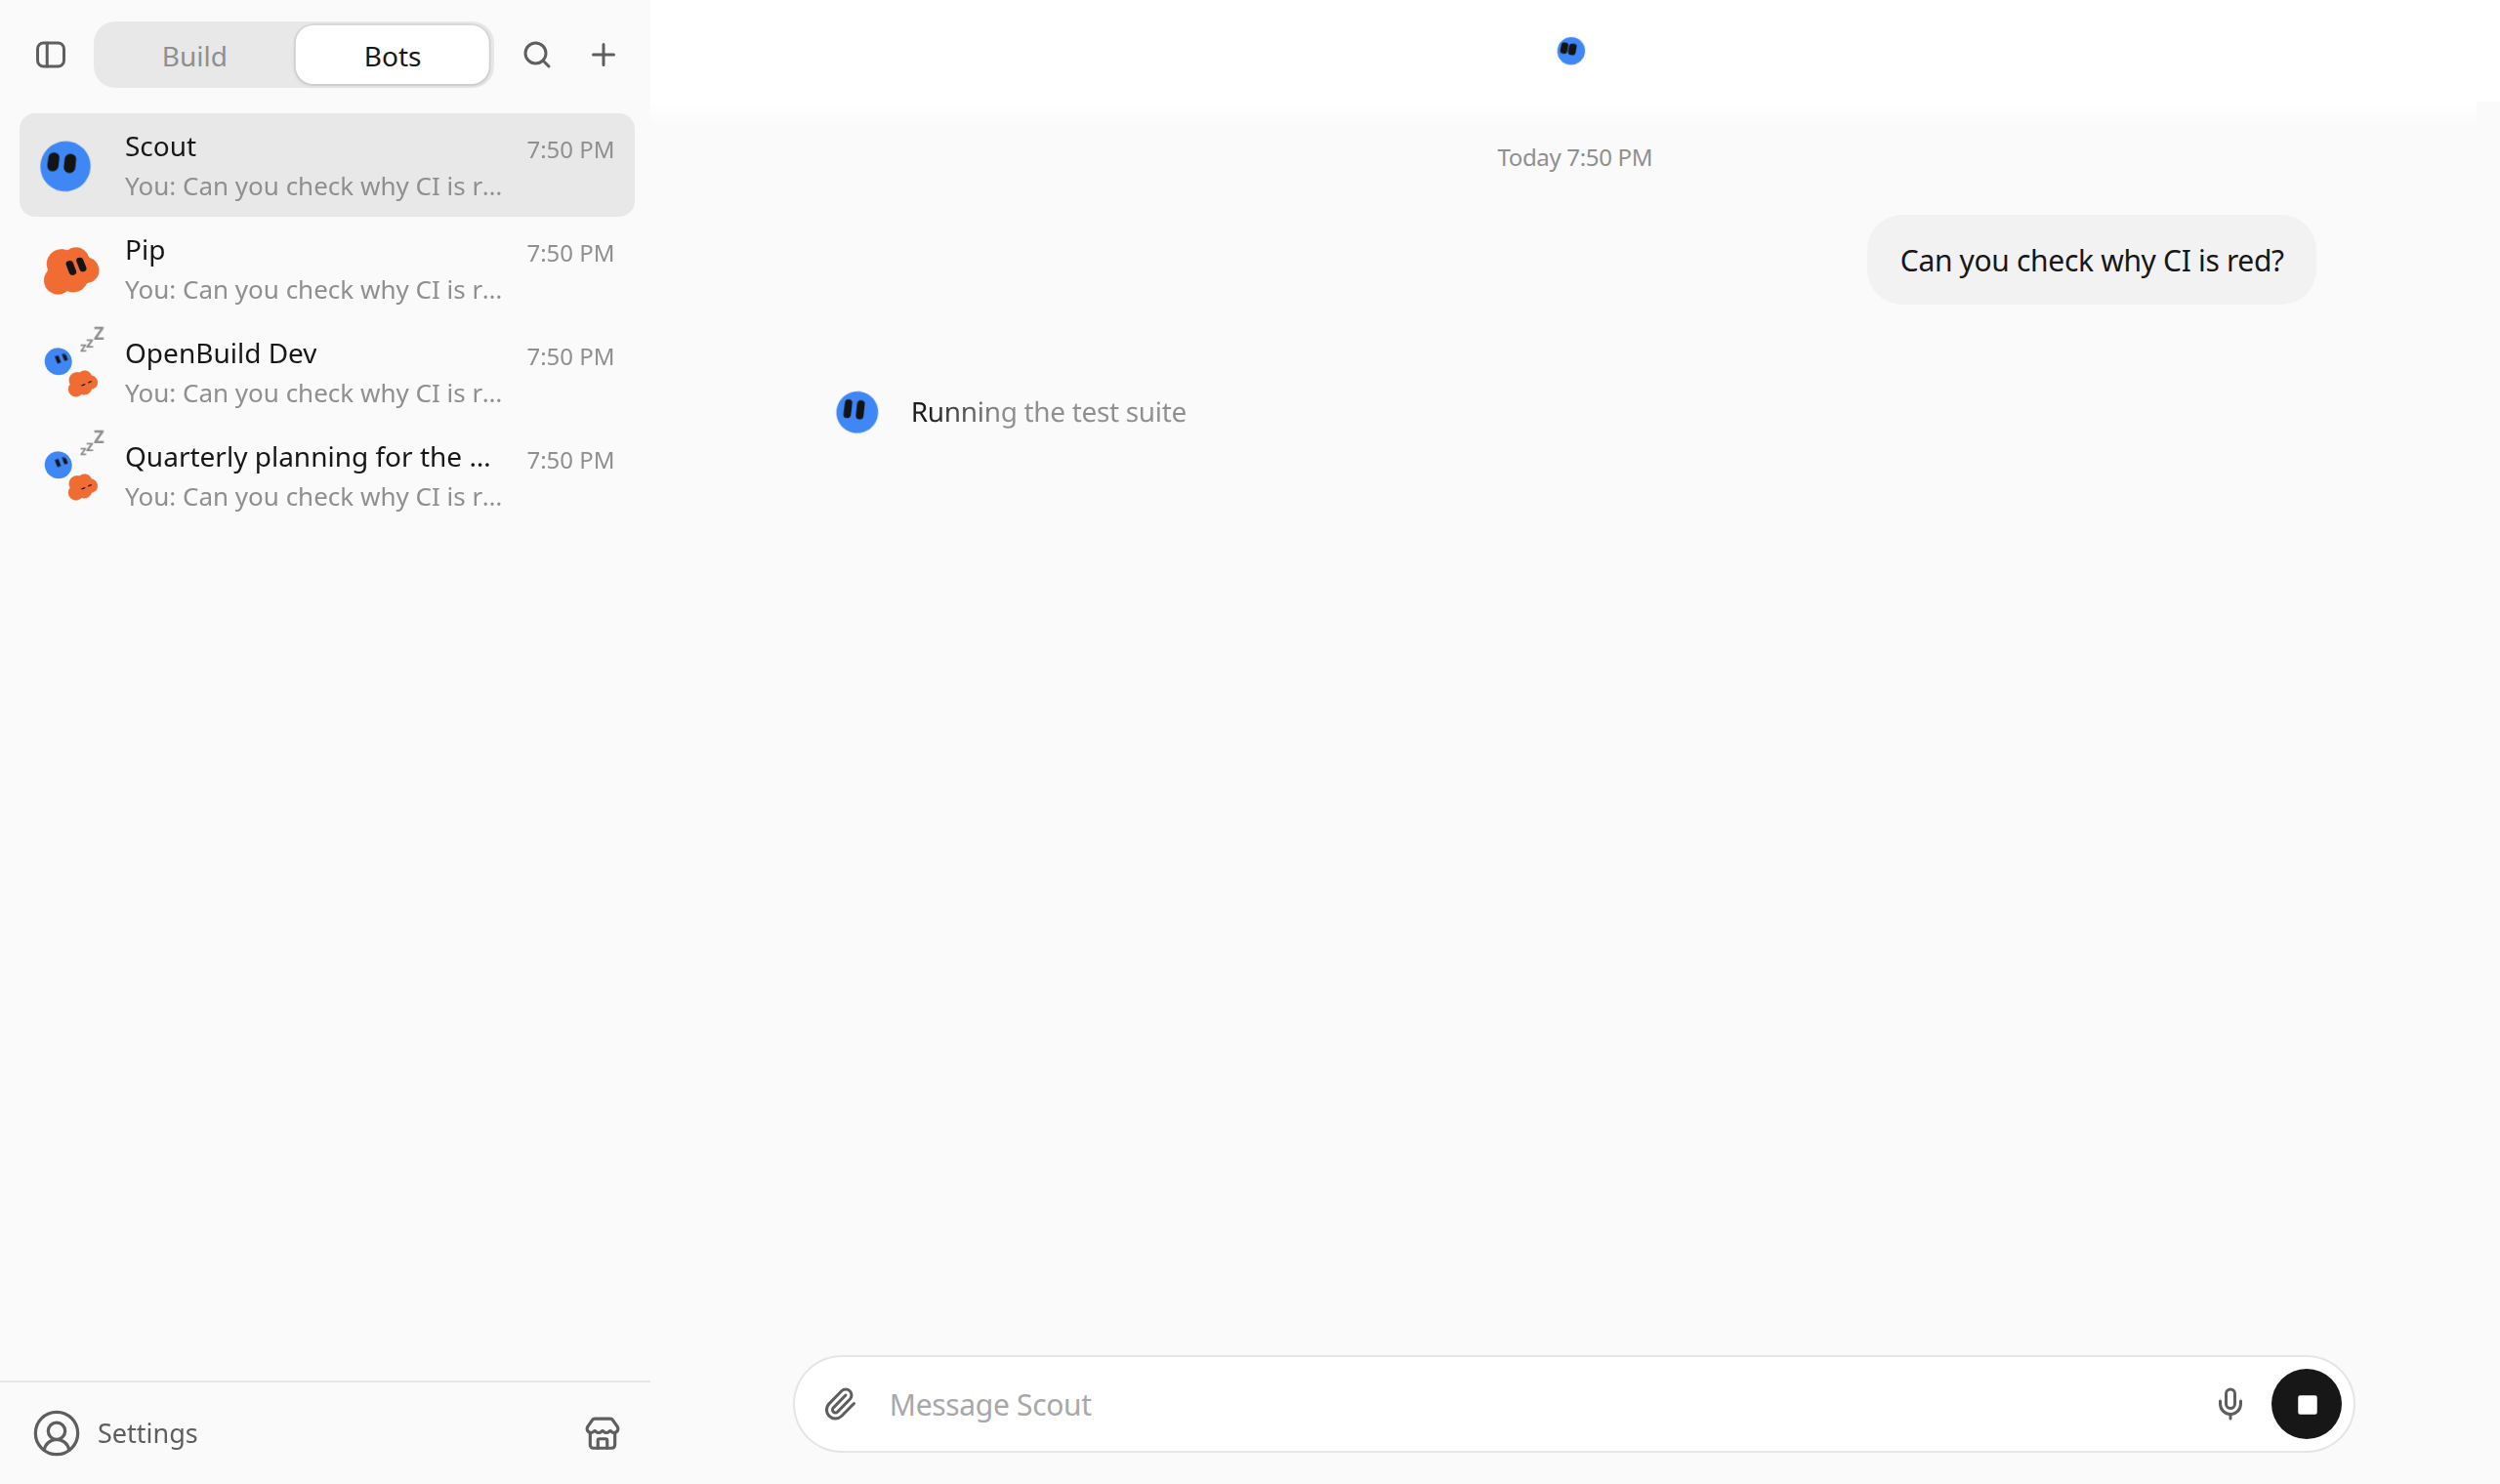 Build
Bots
Scout
7:50 PM
You: Can you check why CI is r...
Pip
7:50 PM
You: Can you check why CI is r...
zzZ
OpenBuild Dev
7:50 PM
You: Can you check why CI is r...
zzZ
Quarterly planning for the ...
7:50 PM
You: Can you check why CI is r...
Settings
Today 7:50 PM
Can you check why CI is red?
Running the test suite
Message Scout